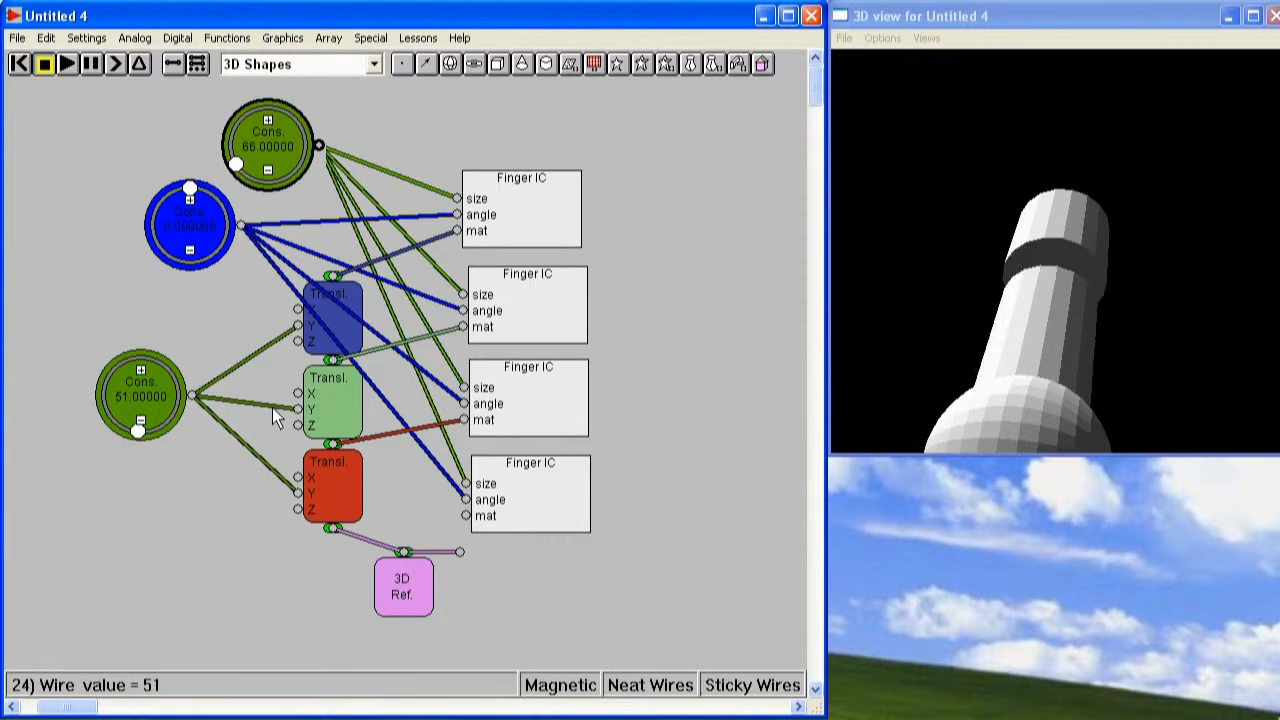 Untitled 4
File Edit Settings Analog Digital Functions Graphics Array Special Lessons Help
3D Shapes
3D view for Untitled 4
File Options Views
Cons.
66.00000
Cons.
0.000000
Cons.
51.00000
Transl.
X
Y
Z
Transl.
X
Y
Z
Transl.
X
Y
Z
3D
Ref.
Finger IC
size
angle
mat
Finger IC
size
angle
mat
Finger IC
size
angle
mat
Finger IC
size
angle
mat
24) Wire value = 51
Magnetic
Neat Wires
Sticky Wires